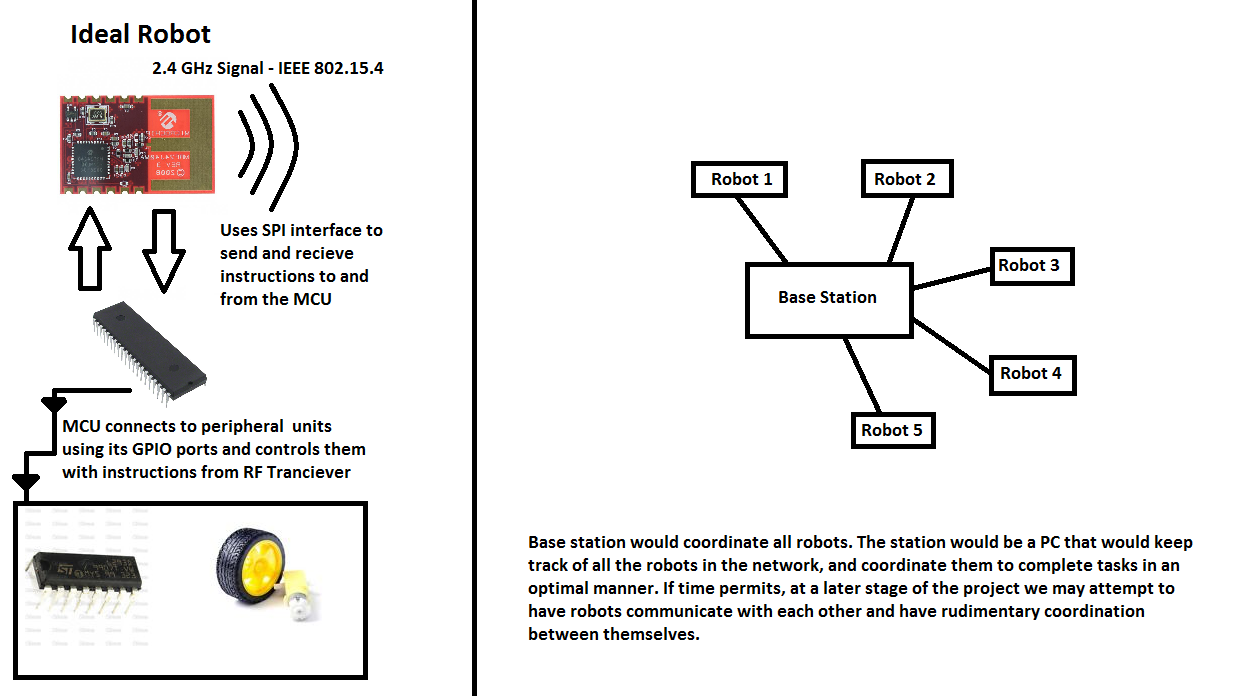 Ideal Robot
2.4 GHz Signal - IEEE 802.15.4
Uses SPI interface to
send and recieve
instructions to and
from the MCU
MCU connects to peripheral units
using its GPIO ports and controls them
with instructions from RF Tranciever
Robot 1
Robot 2
Robot 3
Base Station
Robot 4
Robot 5
Base station would coordinate all robots. The station would be a PC that would keep
track of all the robots in the network, and coordinate them to complete tasks in an
optimal manner. If time permits, at a later stage of the project we may attempt to
have robots communicate with each other and have rudimentary coordination
between themselves.